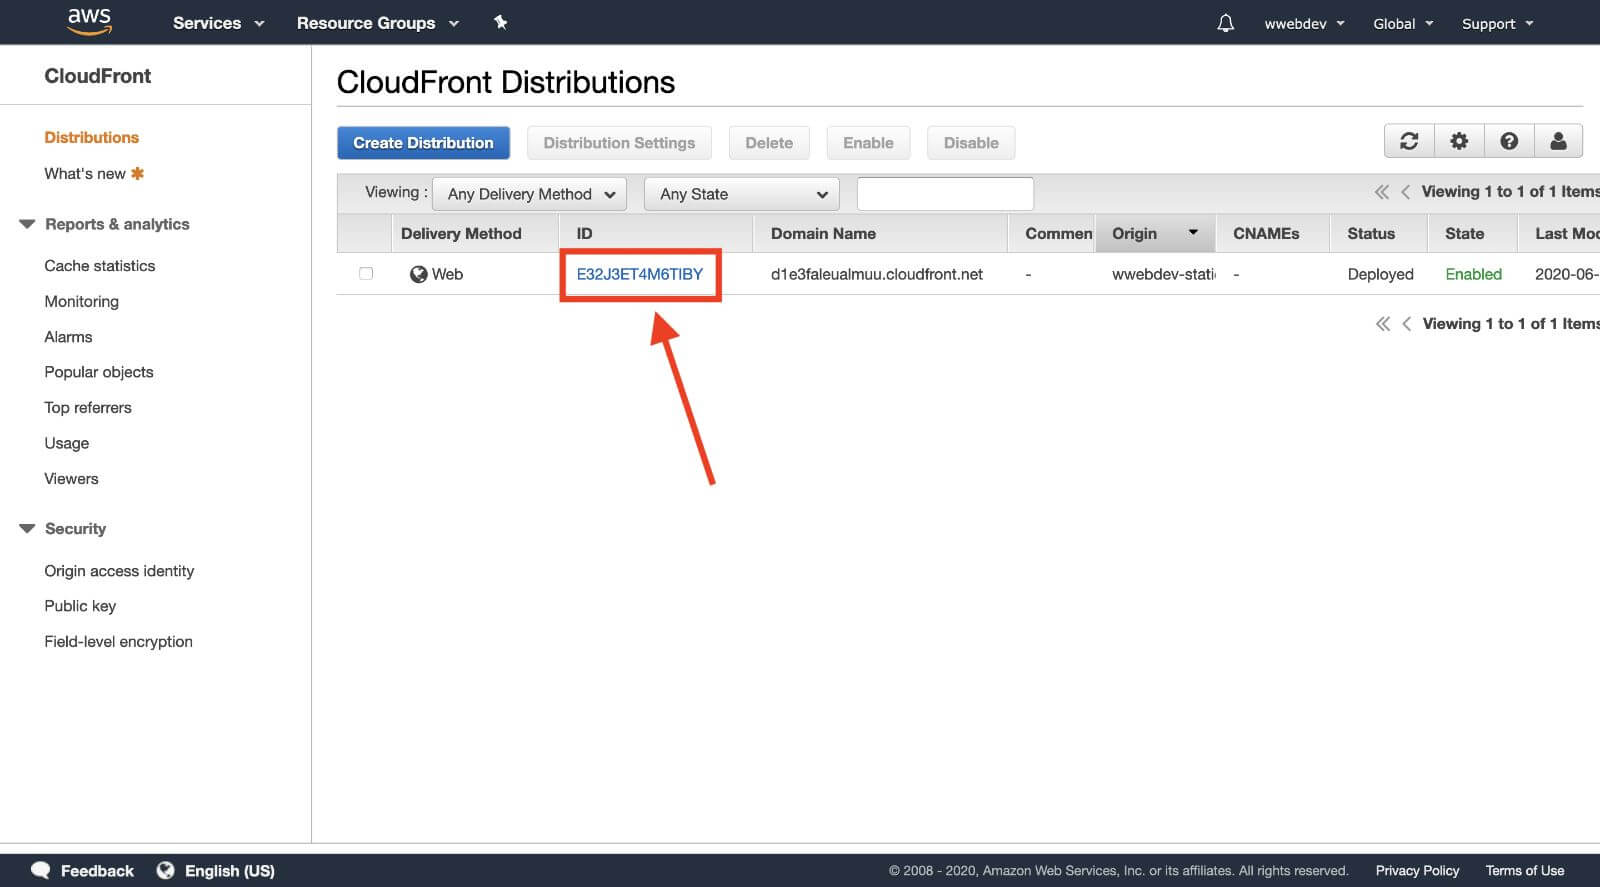 aws Services Resource Groups wwebdev Global Support
CloudFront
Distributions
What's new
Reports & analytics
Cache statistics
Monitoring
Alarms
Popular objects
Top referrers
Usage
Viewers
Security
Origin access identity
Public key
Field-level encryption
CloudFront Distributions
Create Distribution Distribution Settings Delete Enable Disable
Viewing : Any Delivery Method Any State Viewing 1 to 1 of 1 Items
Delivery Method ID Domain Name Commen Origin CNAMEs Status State Last Mod
Web E32J3ET4M6TIBY d1e3faleualmuu.cloudfront.net - wwebdev-stati - Deployed Enabled 2020-06-
Viewing 1 to 1 of 1 Items
Feedback English (US) © 2008 - 2020, Amazon Web Services, Inc. or its affiliates. All rights reserved. Privacy Policy Terms of Use